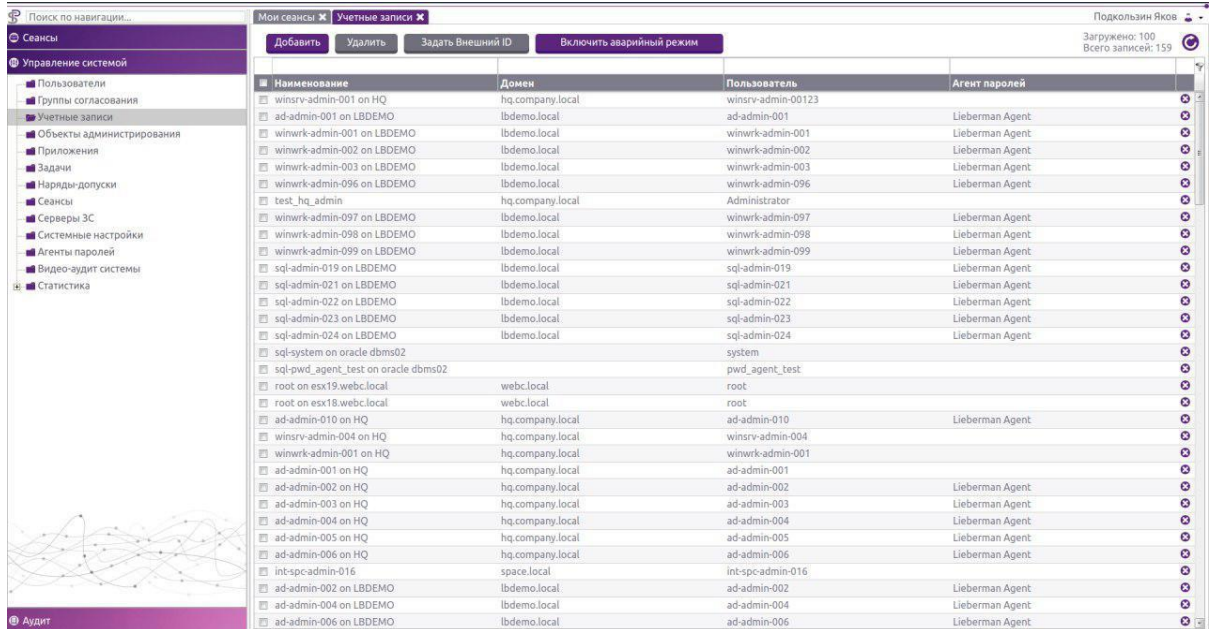 Поиск по навигации...
Мои сеансы Учетные записи
Подкользин Яков
Сеансы
Управление системой
Пользователи
Группы согласования
Учетные записи
Объекты администрирования
Приложения
Задачи
Наряды-допуски
Сеансы
Серверы ЗС
Системные настройки
Агенты паролей
Видео-аудит системы
Статистика
Аудит
Добавить Удалить Задать Внешний ID Включить аварийный режим
Загружено: 100
Всего записей: 159
Наименование Домен Пользователь Агент паролей
winsrv-admin-001 on HQ hq.company.local winsrv-admin-00123
ad-admin-001 on LBDEMO lbdemo.local ad-admin-001 Lieberman Agent
winwrk-admin-001 on LBDEMO lbdemo.local winwrk-admin-001 Lieberman Agent
winwrk-admin-002 on LBDEMO lbdemo.local winwrk-admin-002 Lieberman Agent
winwrk-admin-003 on LBDEMO lbdemo.local winwrk-admin-003 Lieberman Agent
winwrk-admin-096 on LBDEMO lbdemo.local winwrk-admin-096 Lieberman Agent
test_hq_admin hq.company.local Administrator
winwrk-admin-097 on LBDEMO lbdemo.local winwrk-admin-097 Lieberman Agent
winwrk-admin-098 on LBDEMO lbdemo.local winwrk-admin-098 Lieberman Agent
winwrk-admin-099 on LBDEMO lbdemo.local winwrk-admin-099 Lieberman Agent
sql-admin-019 on LBDEMO lbdemo.local sql-admin-019 Lieberman Agent
sql-admin-021 on LBDEMO lbdemo.local sql-admin-021 Lieberman Agent
sql-admin-022 on LBDEMO lbdemo.local sql-admin-022 Lieberman Agent
sql-admin-023 on LBDEMO lbdemo.local sql-admin-023 Lieberman Agent
sql-admin-024 on LBDEMO lbdemo.local sql-admin-024 Lieberman Agent
sql-system on oracle dbms02 system
sql-pwd_agent_test on oracle dbms02 pwd_agent_test
root on esx19.webc.local webc.local root
root on esx18.webc.local webc.local root
ad-admin-010 on HQ hq.company.local ad-admin-010 Lieberman Agent
winsrv-admin-004 on HQ hq.company.local winsrv-admin-004
winwrk-admin-001 on HQ hq.company.local winwrk-admin-001
ad-admin-001 on HQ hq.company.local ad-admin-001
ad-admin-002 on HQ hq.company.local ad-admin-002 Lieberman Agent
ad-admin-003 on HQ hq.company.local ad-admin-003 Lieberman Agent
ad-admin-004 on HQ hq.company.local ad-admin-004 Lieberman Agent
ad-admin-005 on HQ hq.company.local ad-admin-005 Lieberman Agent
ad-admin-006 on HQ hq.company.local ad-admin-006 Lieberman Agent
int-spc-admin-016 space.local int-spc-admin-016
ad-admin-002 on LBDEMO lbdemo.local ad-admin-002 Lieberman Agent
ad-admin-004 on LBDEMO lbdemo.local ad-admin-004 Lieberman Agent
ad-admin-006 on LBDEMO lbdemo.local ad-admin-006 Lieberman Agent